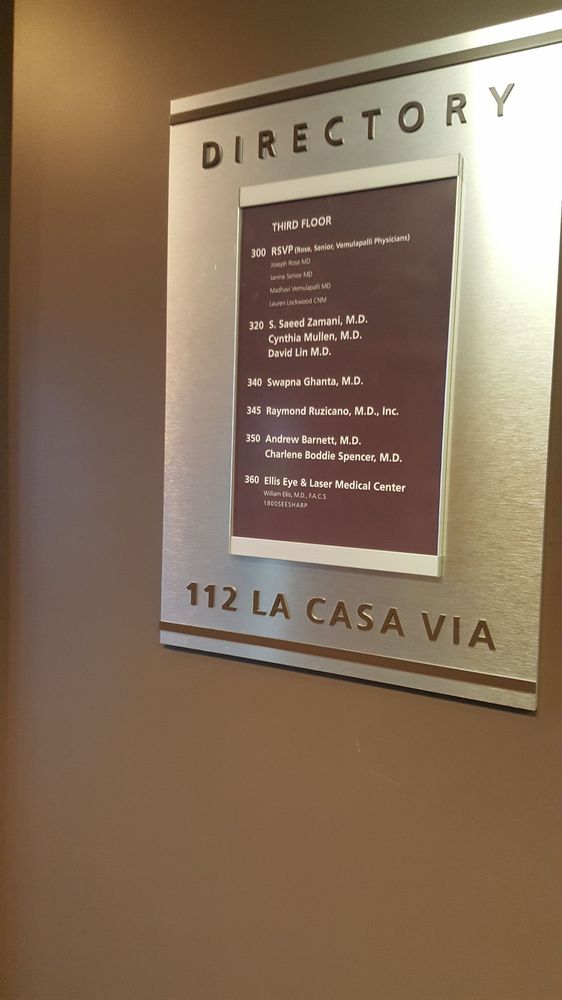 DIRECTORY
THIRD FLOOR
300 RSVP (Rose, Senior, Vemulapalli Physicians)
Joseph Rose MD
Janine Senior MD
Madhavi Vemulapalli MD
Lauren Lockwood CNM
320 S. Saeed Zamani, M.D.
Cynthia Mullen, M.D.
David Lin M.D.
340 Swapna Ghanta, M.D.
345 Raymond Ruzicano, M.D., Inc.
350 Andrew Barnett, M.D.
Charlene Boddie Spencer, M.D.
360 Ellis Eye & Laser Medical Center
William Ellis, M.D., F.A.C.S
1800SEESHARP
112 LA CASA VIA